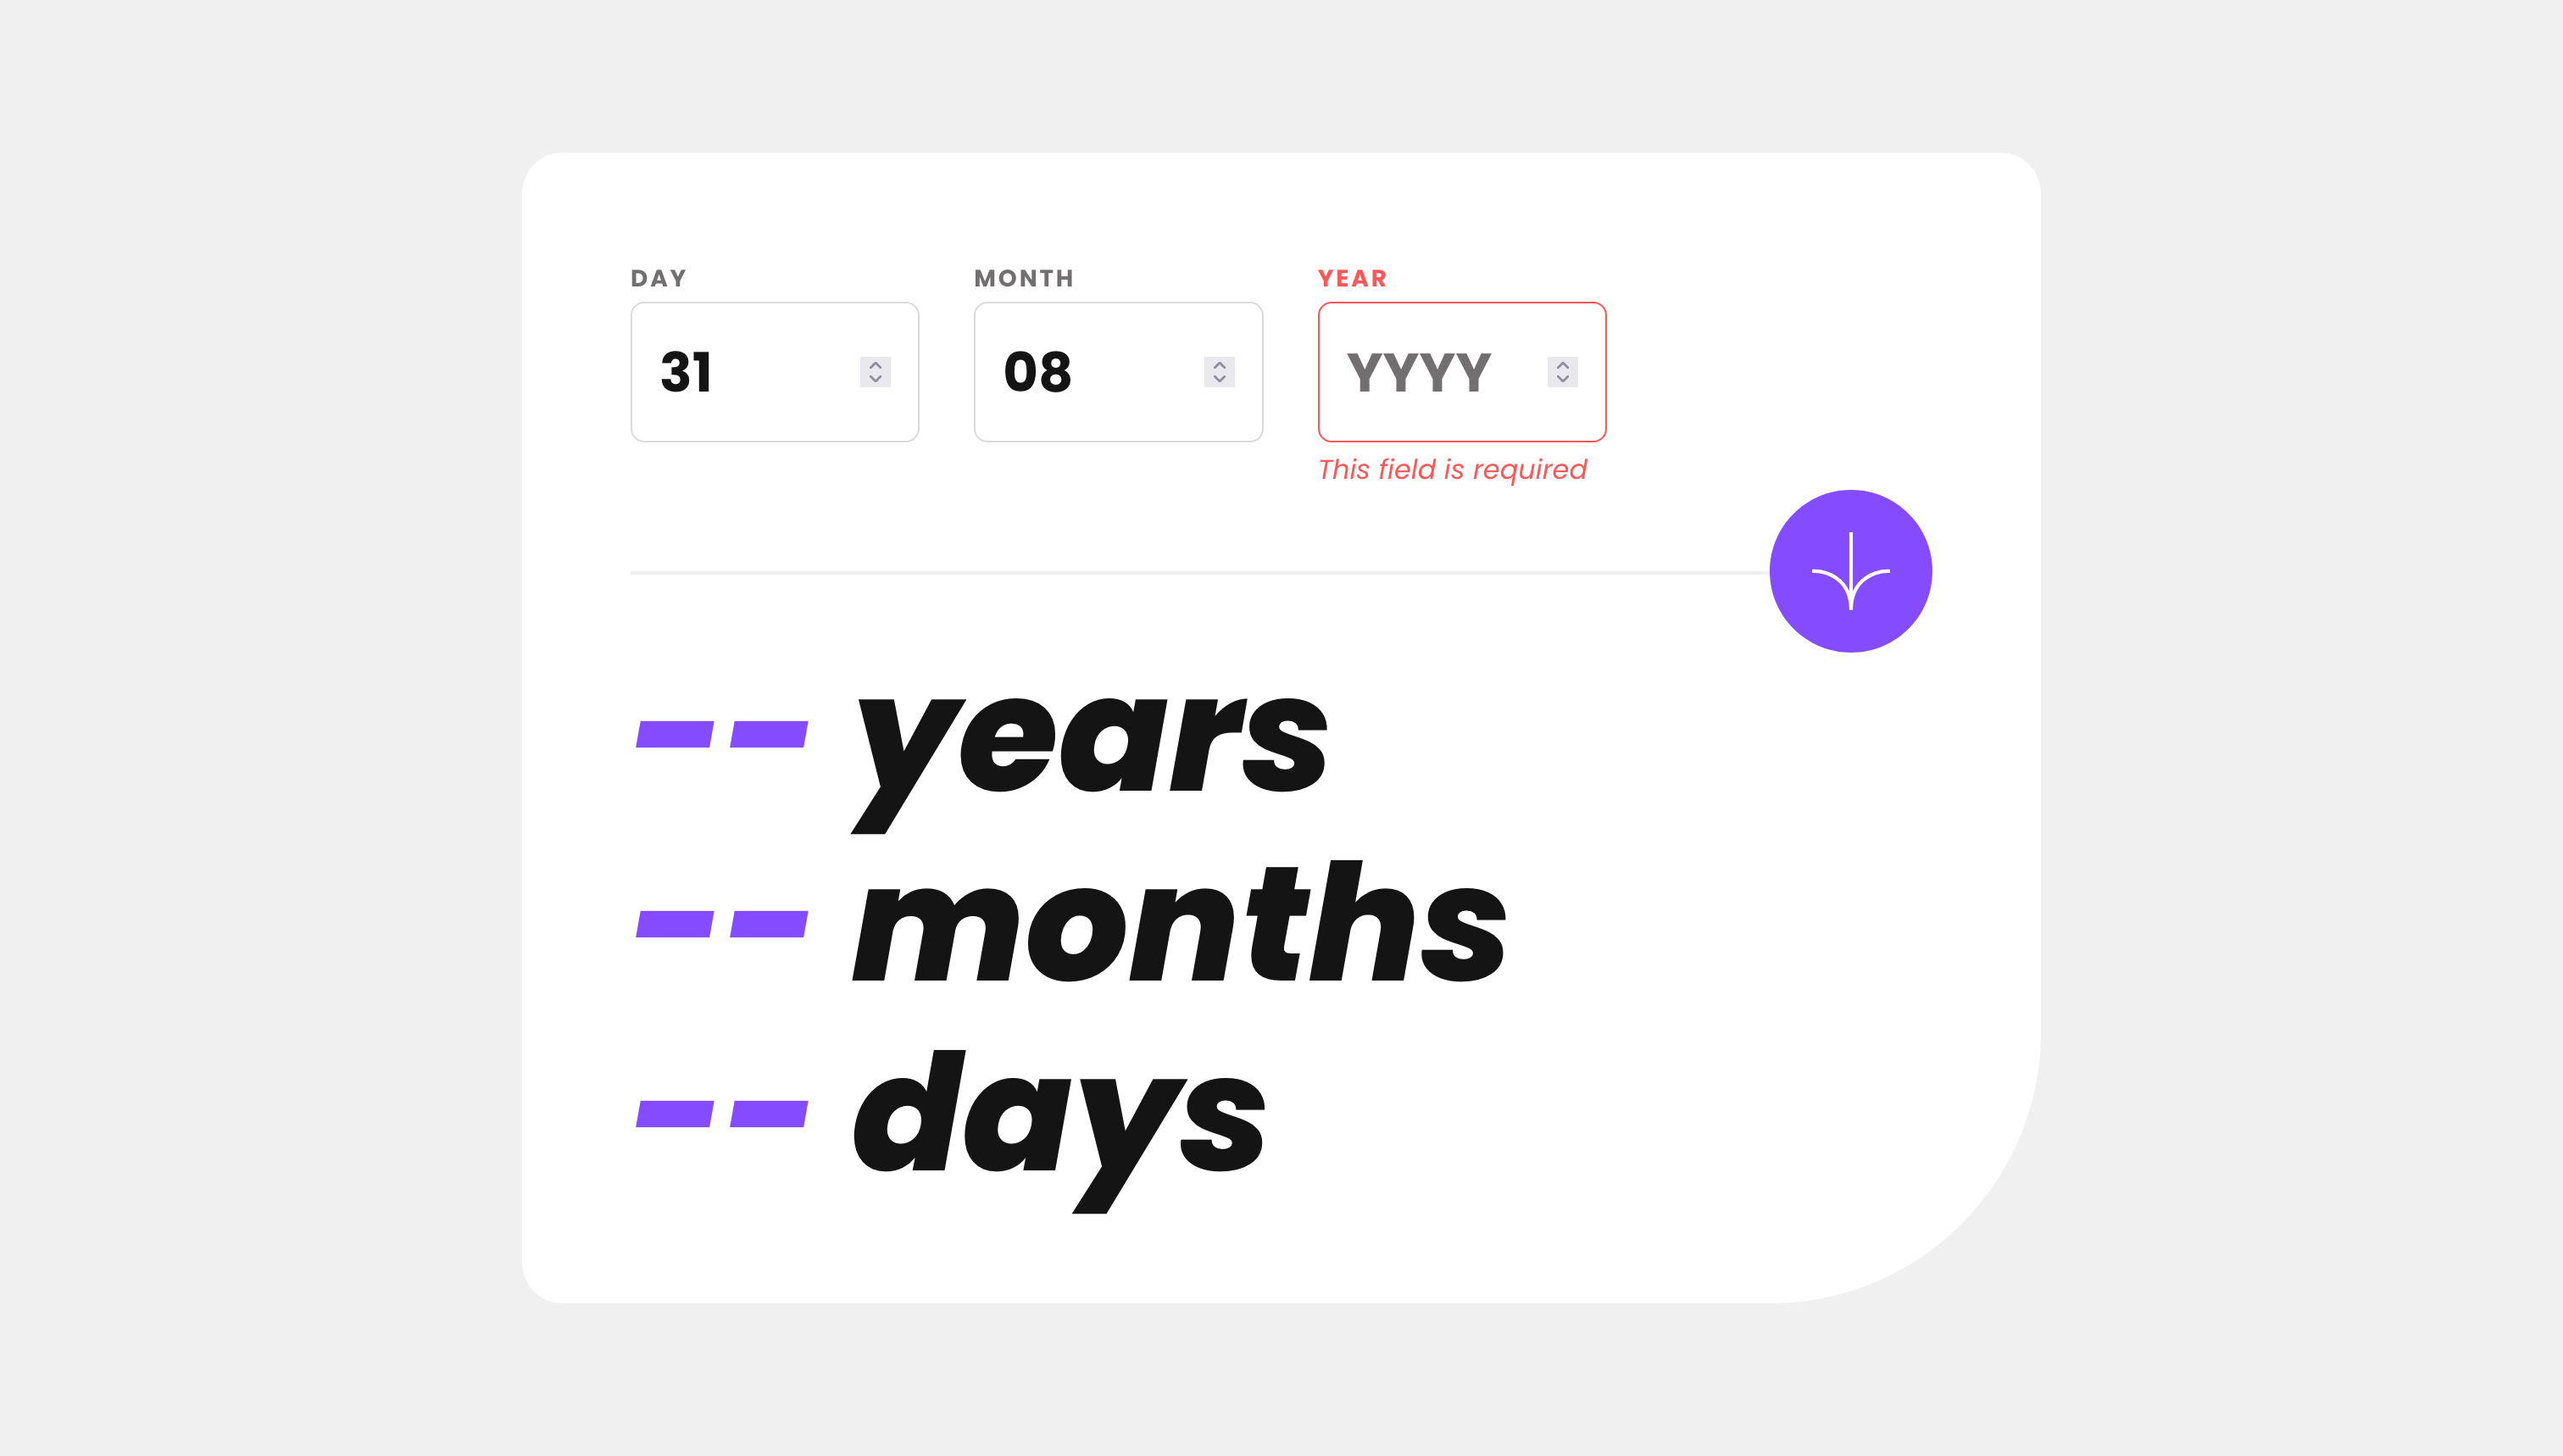 DAY MONTH YEAR
31 08 YYYY
This field is required
-- years
-- months
-- days